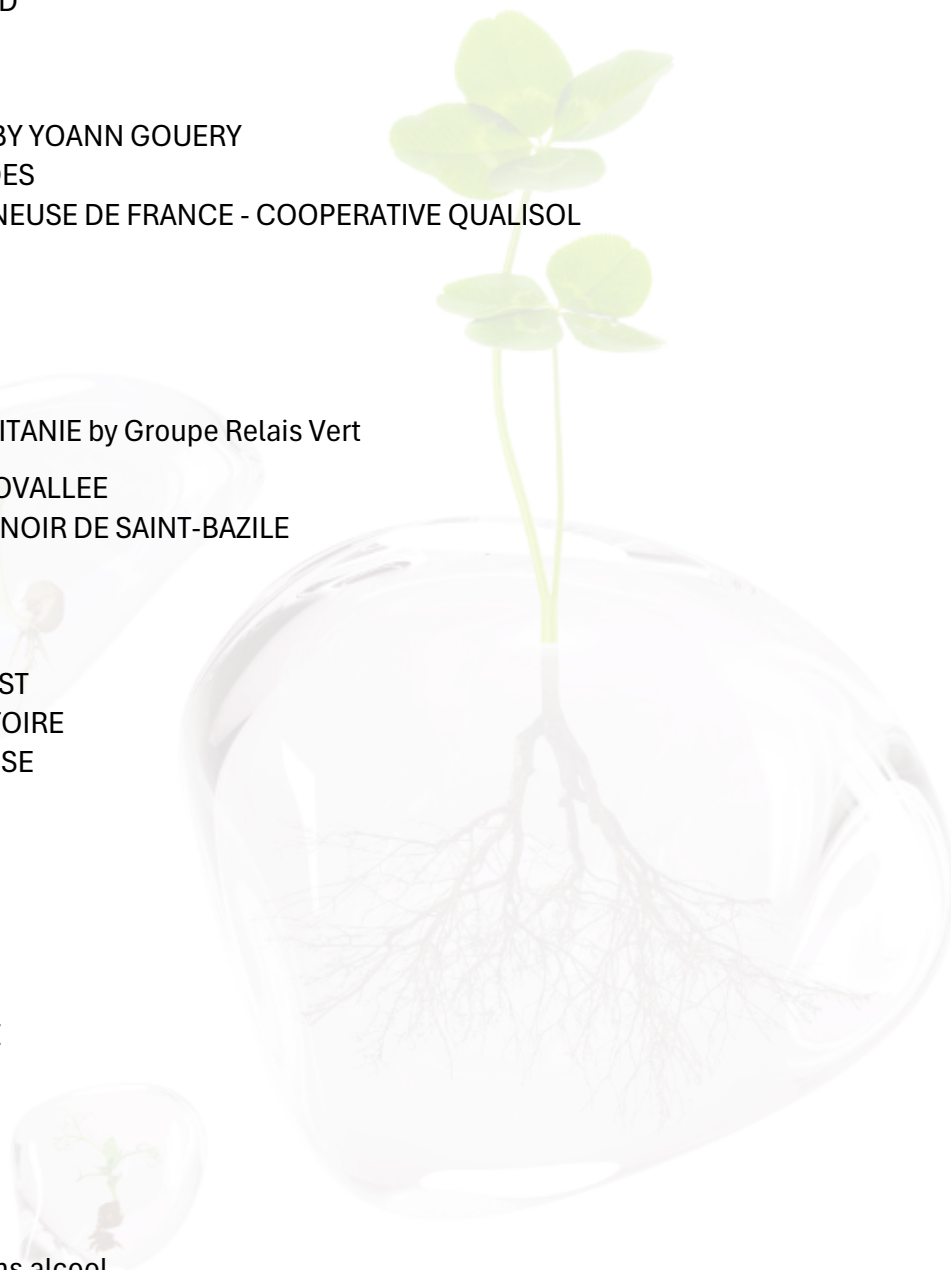 D
BY YOANN GOUERY
DES
NEUSE DE FRANCE - COOPERATIVE QUALISOL
ITANIE by Groupe Relais Vert
OVALLEE
NOIR DE SAINT-BAZILE
ST
TOIRE
SE
ns alcool